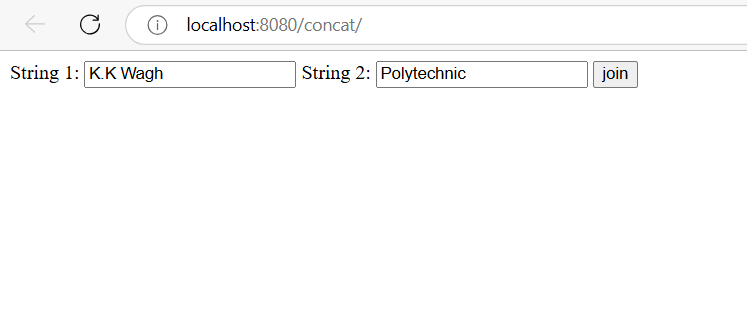 localhost:8080/concat/
String 1: K.K Wagh String 2: Polytechnic join